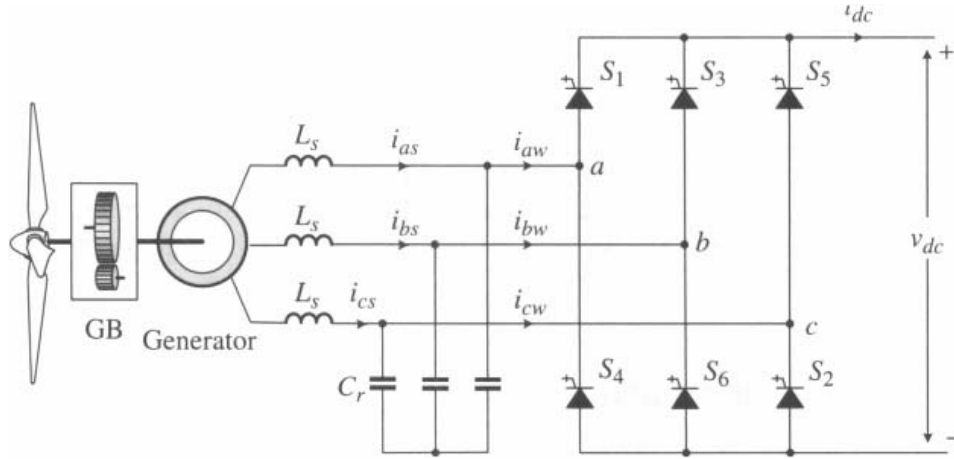 i_dc
+
S_1
S_3
S_5
L_s
i_as
i_aw
a
L_s
i_bs
i_bw
b
v_dc
L_s
i_cs
i_cw
c
GB
Generator
C_r
S_4
S_6
S_2
−